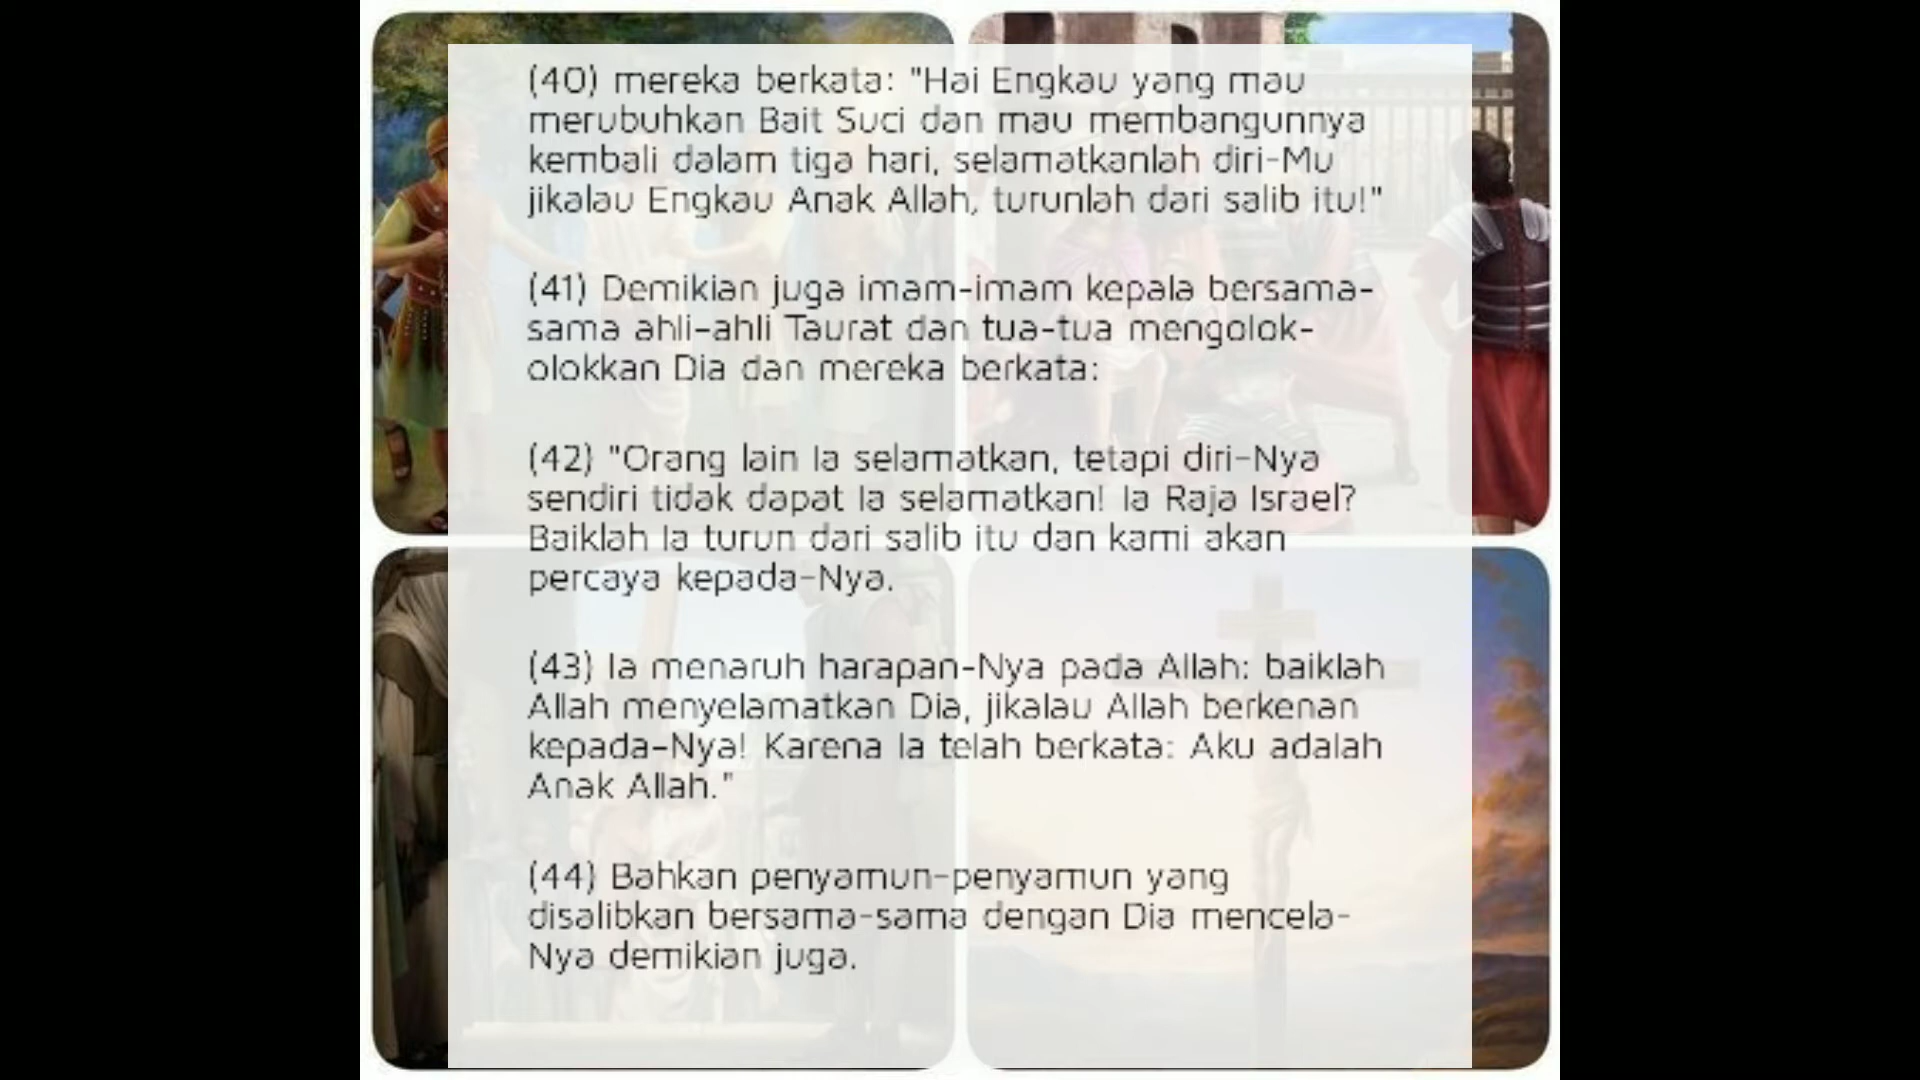 (40) mereka berkata: "Hai Engkau yang mau
merubuhkan Bait Suci dan mau membangunnya
kembali dalam tiga hari, selamatkanlah diri-Mu
jikalau Engkau Anak Allah, turunlah dari salib itu!"
(41) Demikian juga imam-imam kepala bersama-
sama ahli-ahli Taurat dan tua-tua mengolok-
olokkan Dia dan mereka berkata:
(42) "Orang lain Ia selamatkan, tetapi diri-Nya
sendiri tidak dapat Ia selamatkan! Ia Raja Israel?
Baiklah Ia turun dari salib itu dan kami akan
percaya kepada-Nya.
(43) Ia menaruh harapan-Nya pada Allah: baiklah
Allah menyelamatkan Dia, jikalau Allah berkenan
kepada-Nya! Karena Ia telah berkata: Aku adalah
Anak Allah."
(44) Bahkan penyamun-penyamun yang
disalibkan bersama-sama dengan Dia mencela-
Nya demikian juga.